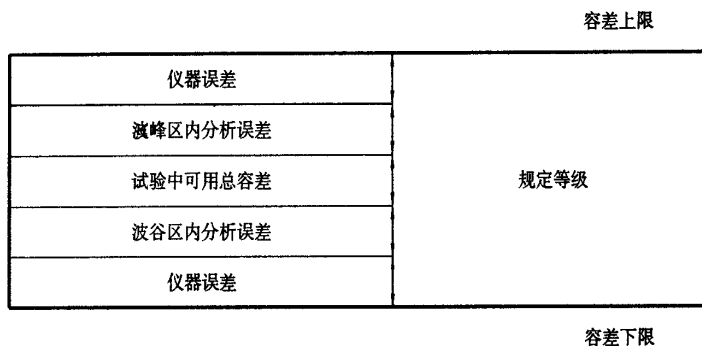 容差上限
仪器误差
波峰区内分析误差
试验中可用总容差
规定等级
波谷区内分析误差
仪器误差
容差下限